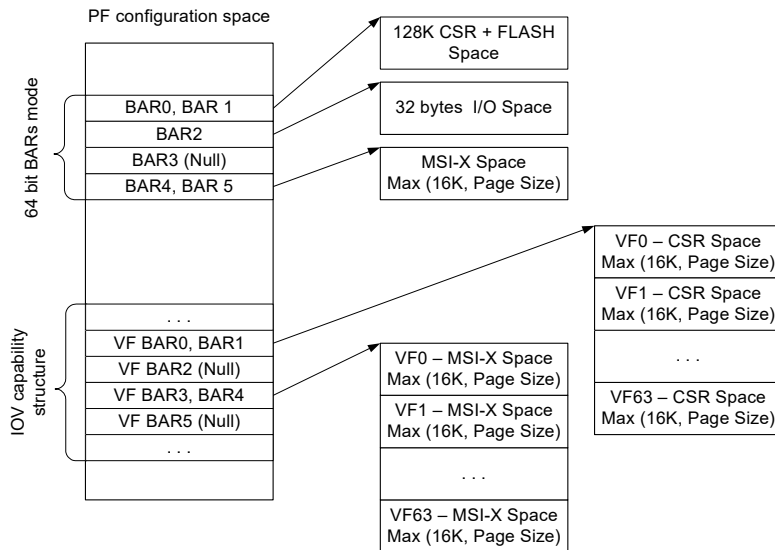 PF configuration space
64 bit BARs mode
BAR0, BAR 1
BAR2
BAR3 (Null)
BAR4, BAR 5
128K CSR + FLASH
Space
32 bytes  I/O Space
MSI-X Space
Max (16K, Page Size)
IOV capability
structure
. . .
VF BAR0, BAR1
VF BAR2 (Null)
VF BAR3, BAR4
VF BAR5 (Null)
. . .
VF0 – MSI-X Space
Max (16K, Page Size)
VF1 – MSI-X Space
Max (16K, Page Size)
. . .
VF63 – MSI-X Space
Max (16K, Page Size)
VF0 – CSR Space
Max (16K, Page Size)
VF1 – CSR Space
Max (16K, Page Size)
. . .
VF63 – CSR Space
Max (16K, Page Size)